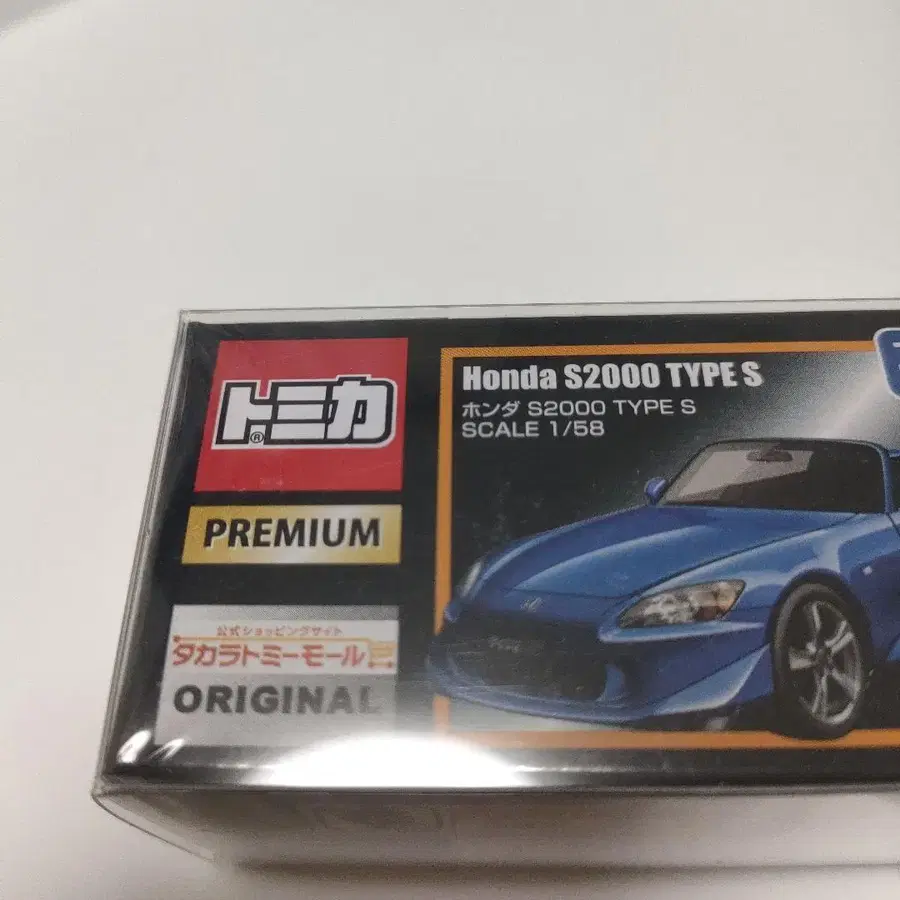 トミカ®
PREMIUM
公式ショッピングサイト
タカラトミーモール
ORIGINAL
Honda S2000 TYPE S
ホンダ S2000 TYPE S
SCALE 1/58